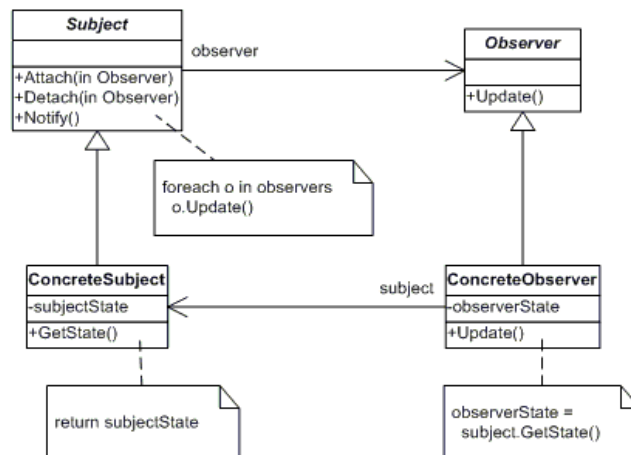 Subject
+Attach(in Observer)
+Detach(in Observer)
+Notify()
observer
Observer
+Update()
foreach o in observers
o.Update()
ConcreteSubject
-subjectState
+GetState()
subject
ConcreteObserver
-observerState
+Update()
return subjectState
observerState =
subject.GetState()